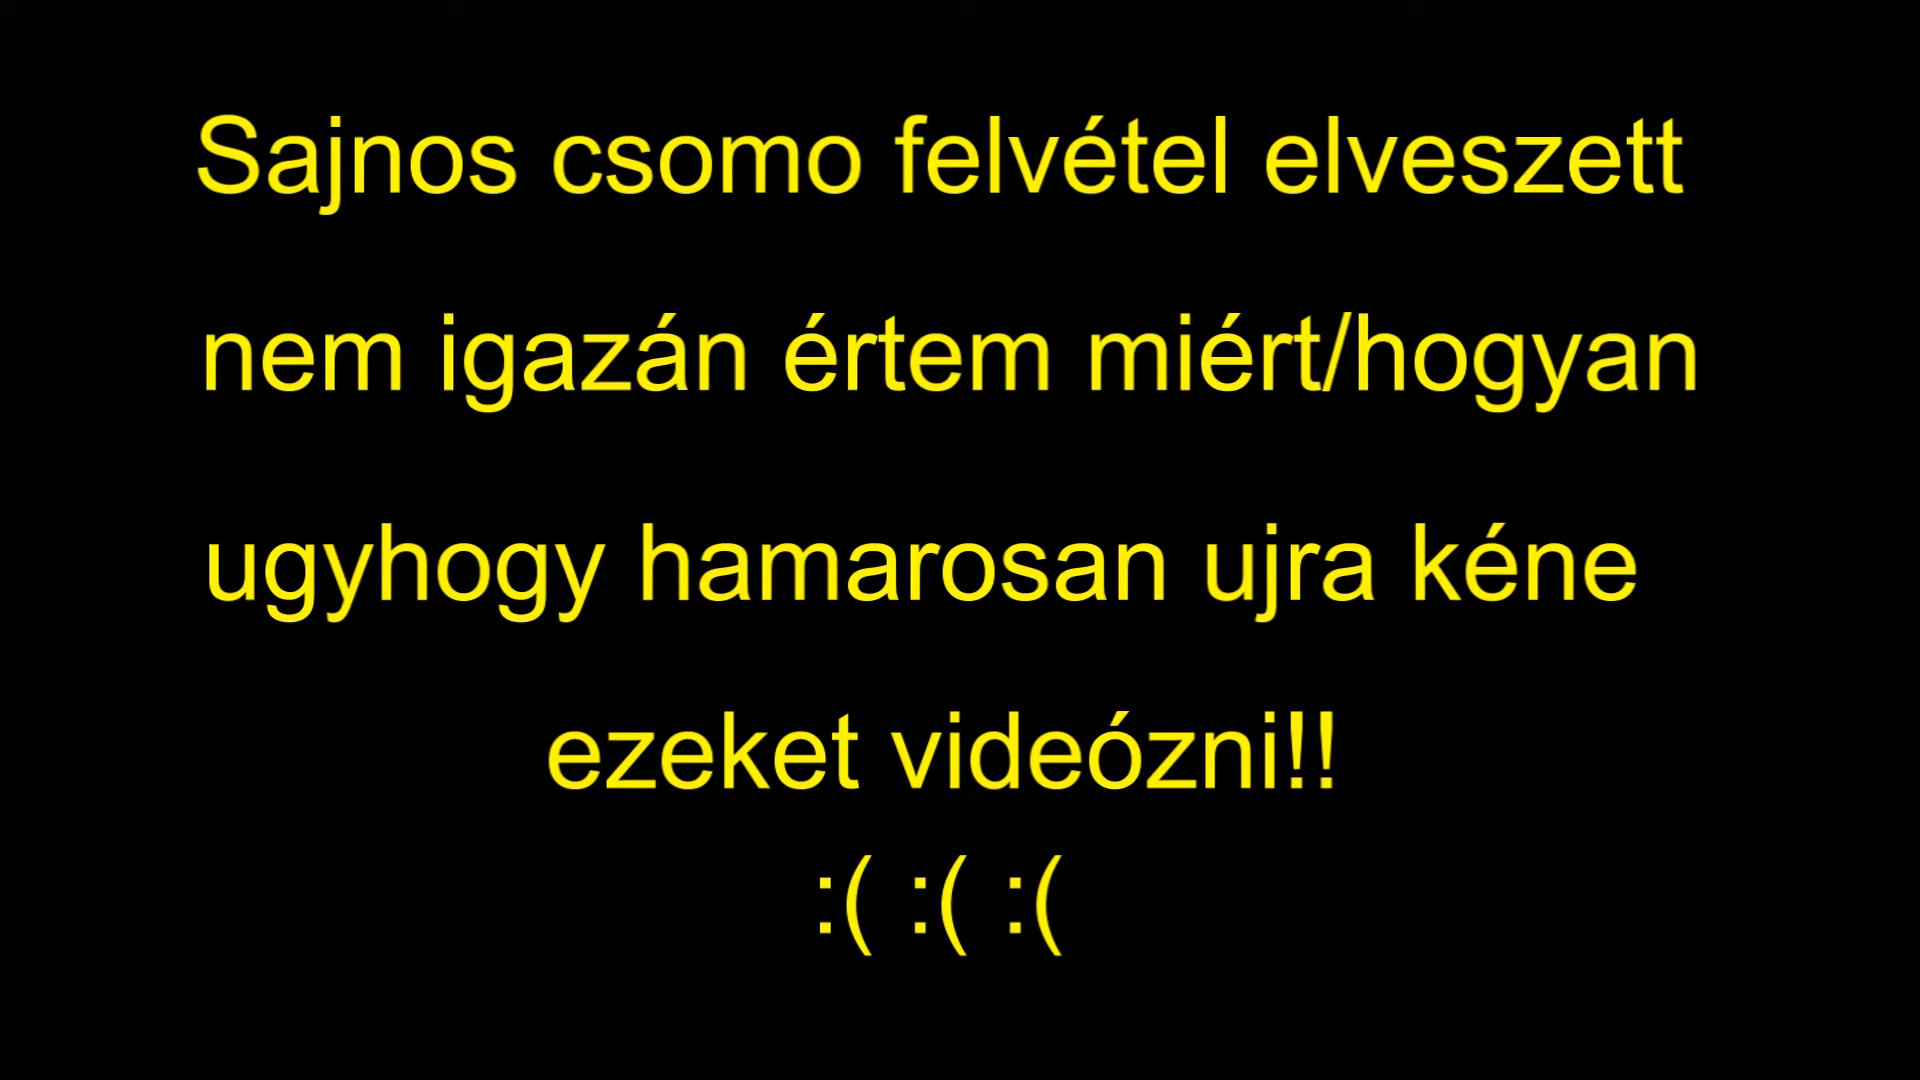 Sajnos csomo felvétel elveszett
nem igazán értem miért/hogyan
ugyhogy hamarosan ujra kéne
ezeket videózni!!
:( :( :(